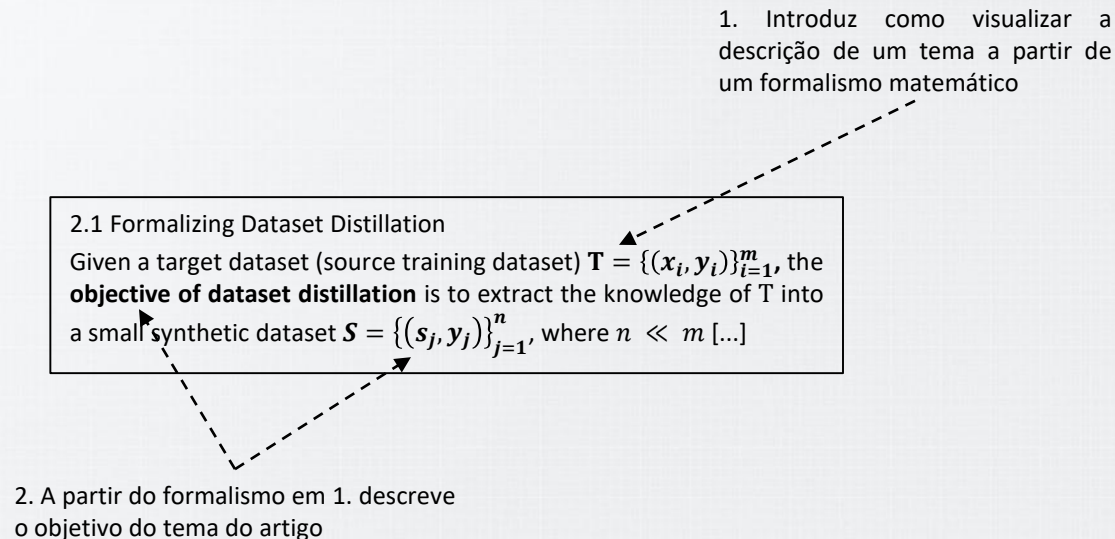 1. Introduz como visualizar a
descrição de um tema a partir de
um formalismo matemático
2.1 Formalizing Dataset Distillation
Given a target dataset (source training dataset) 𝐓 = {(𝒙ᵢ, 𝒚ᵢ)}ᵢ₌₁ᵐ, the
objective of dataset distillation is to extract the knowledge of T into
a small synthetic dataset 𝑺 = {(𝒔ⱼ, 𝒚ⱼ)}ⱼ₌₁ⁿ, where 𝑛 ≪ 𝑚 [...]
2. A partir do formalismo em 1. descreve
o objetivo do tema do artigo